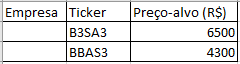 Empresa Ticker Preço-alvo (R$)
B3SA3 6500
BBAS3 4300